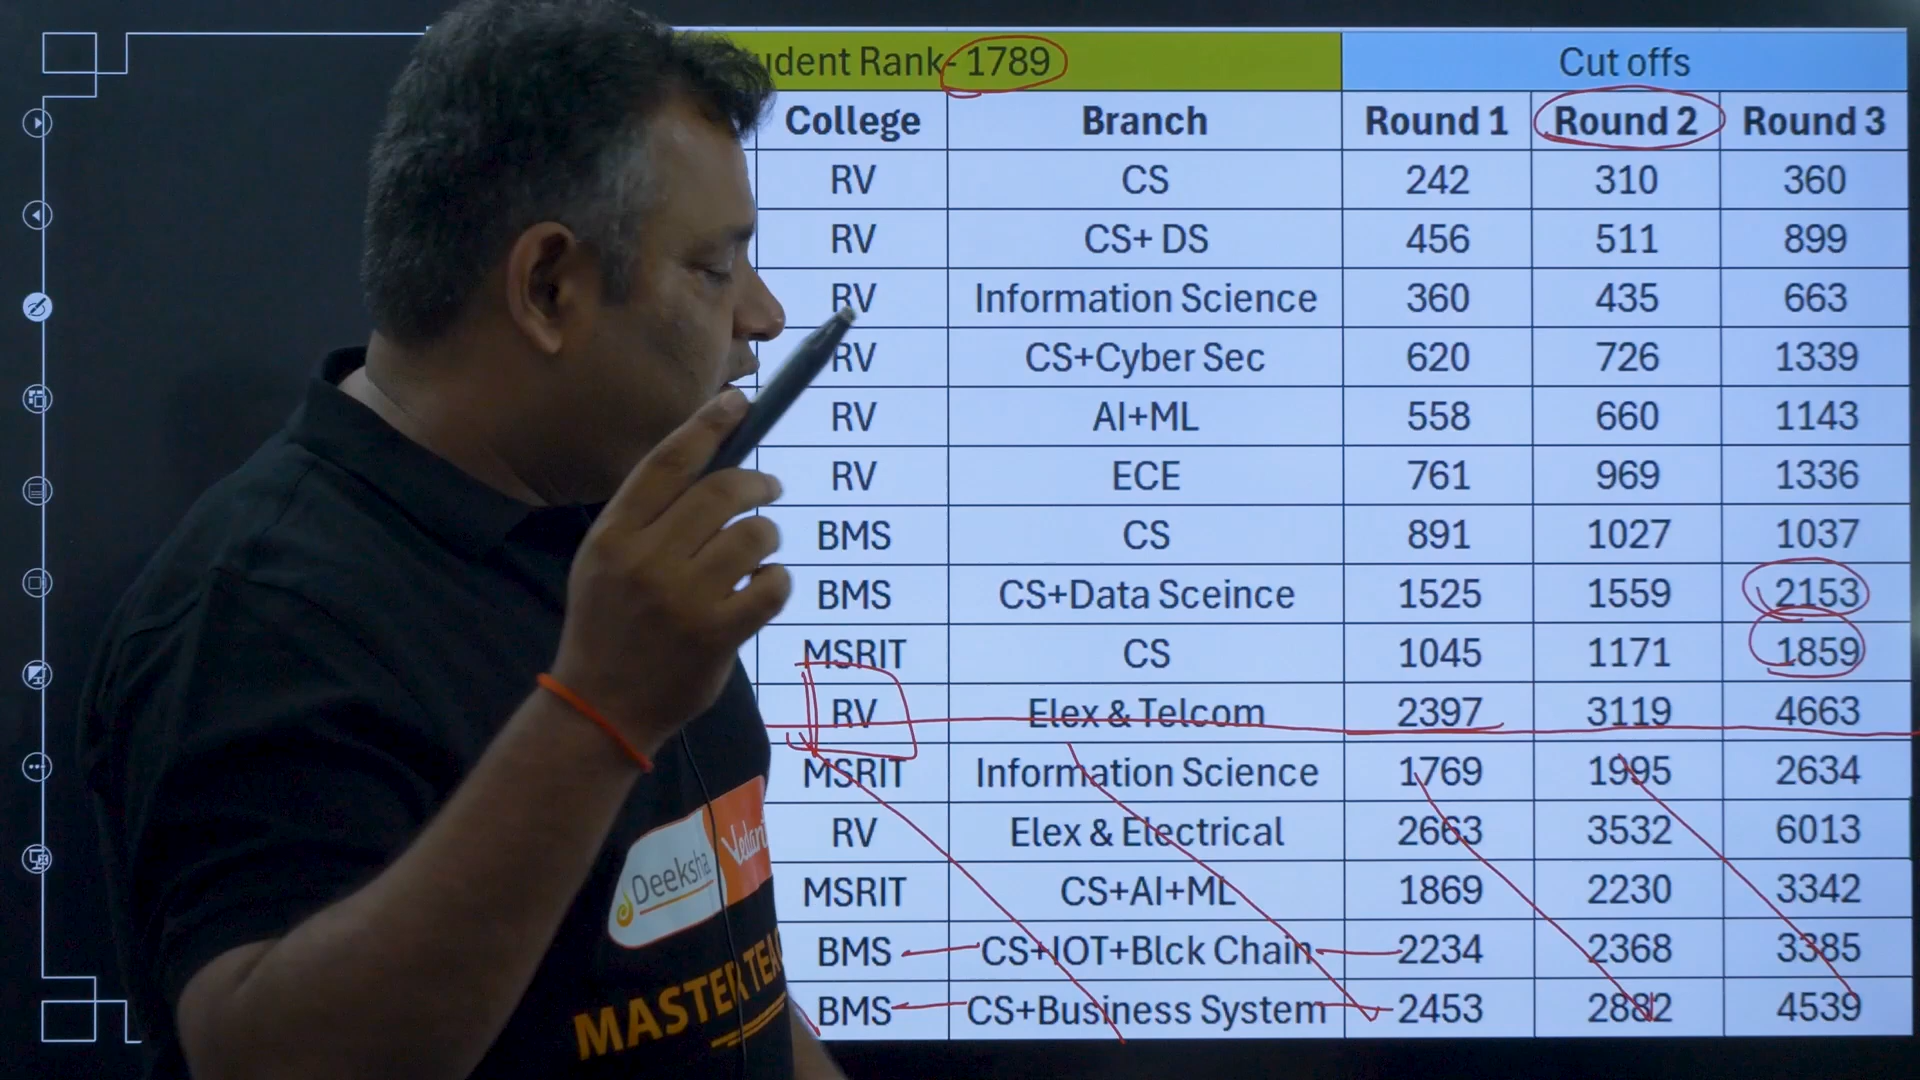 udent Rank- 1789 Cut offs
College Branch Round 1 Round 2 Round 3
RV CS 242 310 360
RV CS+ DS 456 511 899
RV Information Science 360 435 663
RV CS+Cyber Sec 620 726 1339
RV AI+ML 558 660 1143
RV ECE 761 969 1336
BMS CS 891 1027 1037
BMS CS+Data Sceince 1525 1559 2153
MSRIT CS 1045 1171 1859
RV Elex & Telcom 2397 3119 4663
MSRIT Information Science 1769 1995 2634
RV Elex & Electrical 2663 3532 6013
MSRIT CS+AI+ML 1869 2230 3342
BMS CS+IOT+Blck Chain 2234 2368 3385
BMS CS+Business System 2453 2882 4539
Deeksha
MASTER